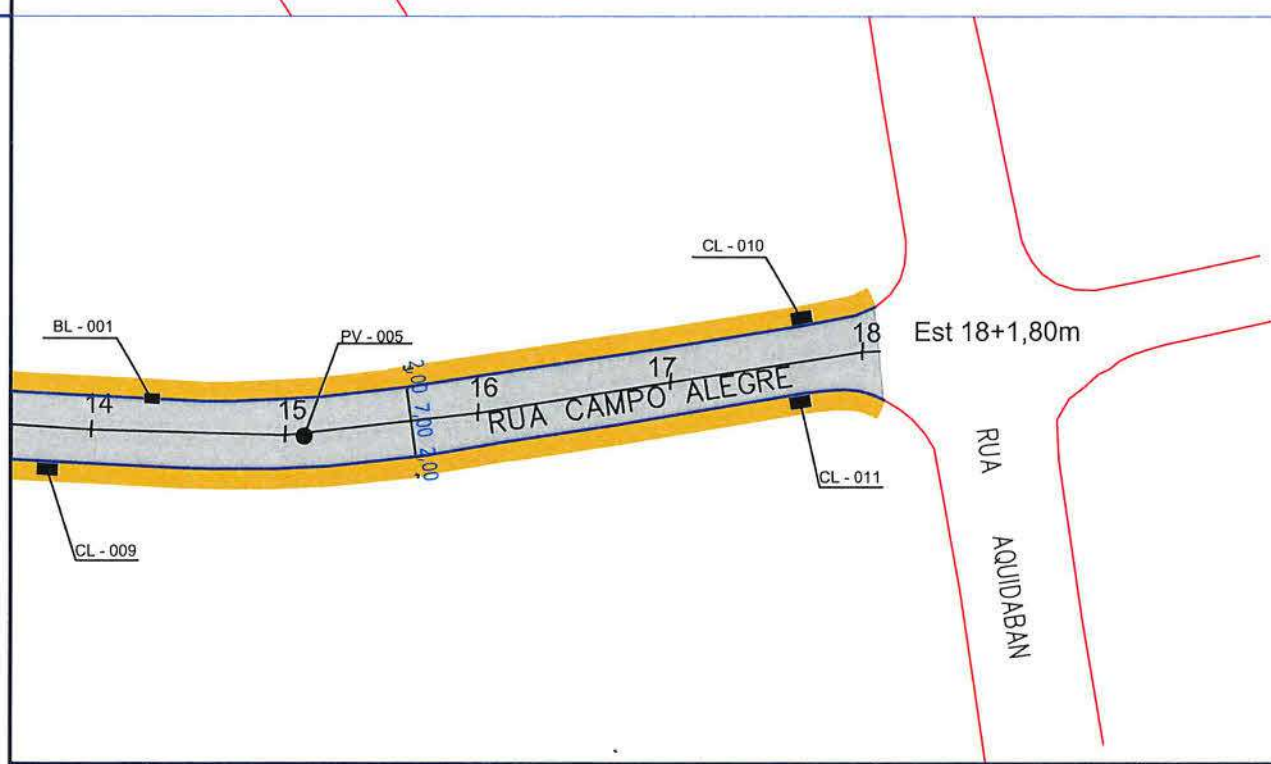 CL - 010
BL - 001
PV - 005
18
Est 18+1,80m
17
16
15
14
2,00 7,00 2,00
RUA CAMPO ALEGRE
CL - 011
CL - 009
RUA AQUIDABAN